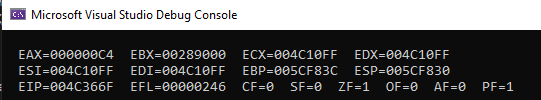 Microsoft Visual Studio Debug Console
EAX=000000C4 EBX=00289000 ECX=004C10FF EDX=004C10FF
ESI=004C10FF EDI=004C10FF EBP=005CF83C ESP=005CF830
EIP=004C366F EFL=00000246 CF=0 SF=0 ZF=1 OF=0 AF=0 PF=1